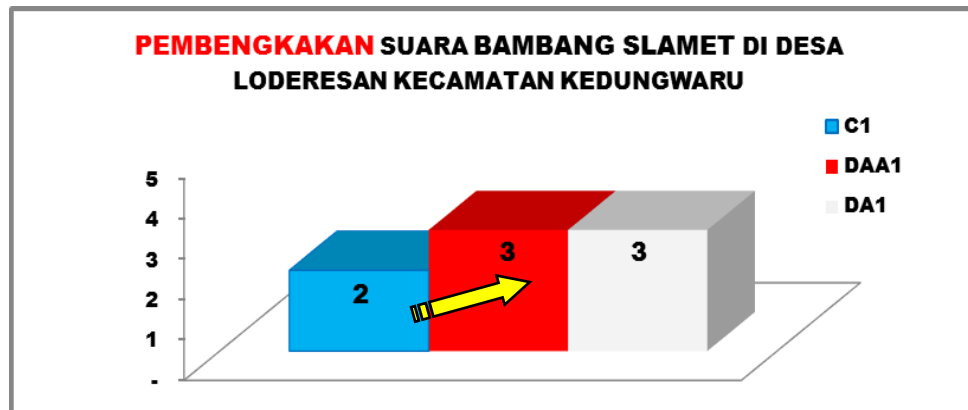 PEMBENGKAKAN SUARA BAMBANG SLAMET DI DESA
LODERESAN KECAMATAN KEDUNGWARU
C1
DAA1
DA1
5
4
3
2
1
-
2
3
3